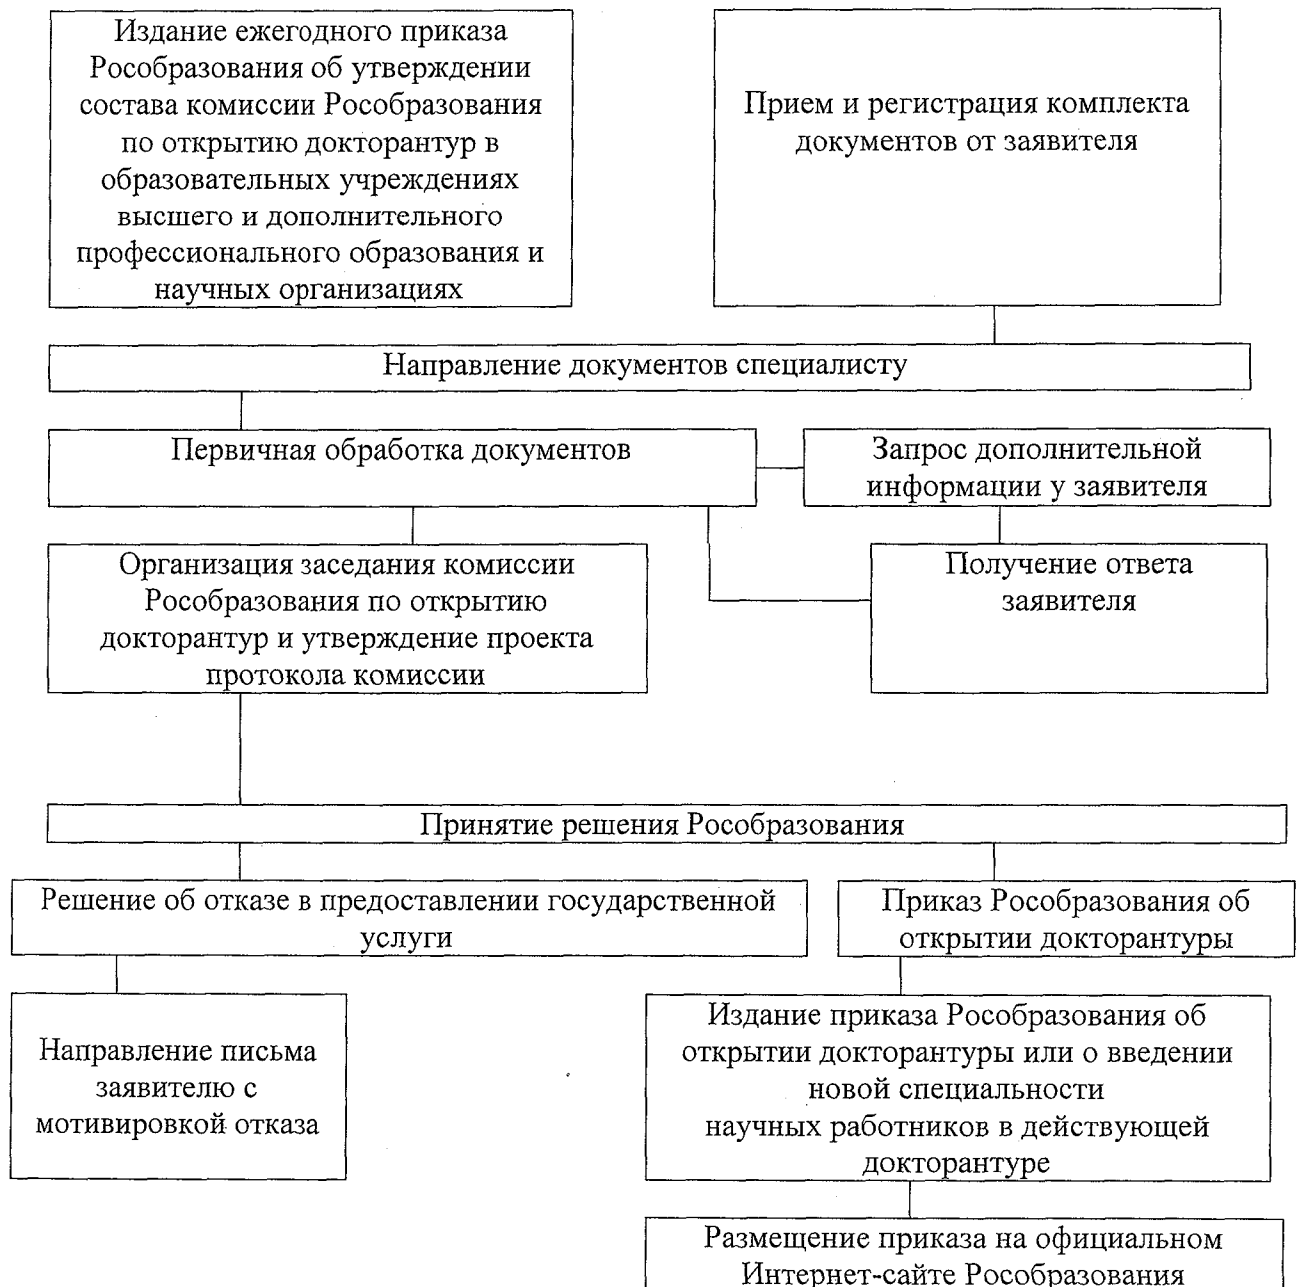 Издание ежегодного приказа
Рособразования об утверждении
состава комиссии Рособразования
по открытию докторантур в
образовательных учреждениях
высшего и дополнительного
профессионального образования и
научных организациях
Прием и регистрация комплекта
документов от заявителя
Направление документов специалисту
Первичная обработка документов
Запрос дополнительной
информации у заявителя
Организация заседания комиссии
Рособразования по открытию
докторантур и утверждение проекта
протокола комиссии
Получение ответа
заявителя
Принятие решения Рособразования
Решение об отказе в предоставлении государственной
услуги
Приказ Рособразования об
открытии докторантуры
Направление письма
заявителю с
мотивировкой отказа
Издание приказа Рособразования об
открытии докторантуры или о введении
новой специальности
научных работников в действующей
докторантуре
Размещение приказа на официальном
Интернет-сайте Рособразования